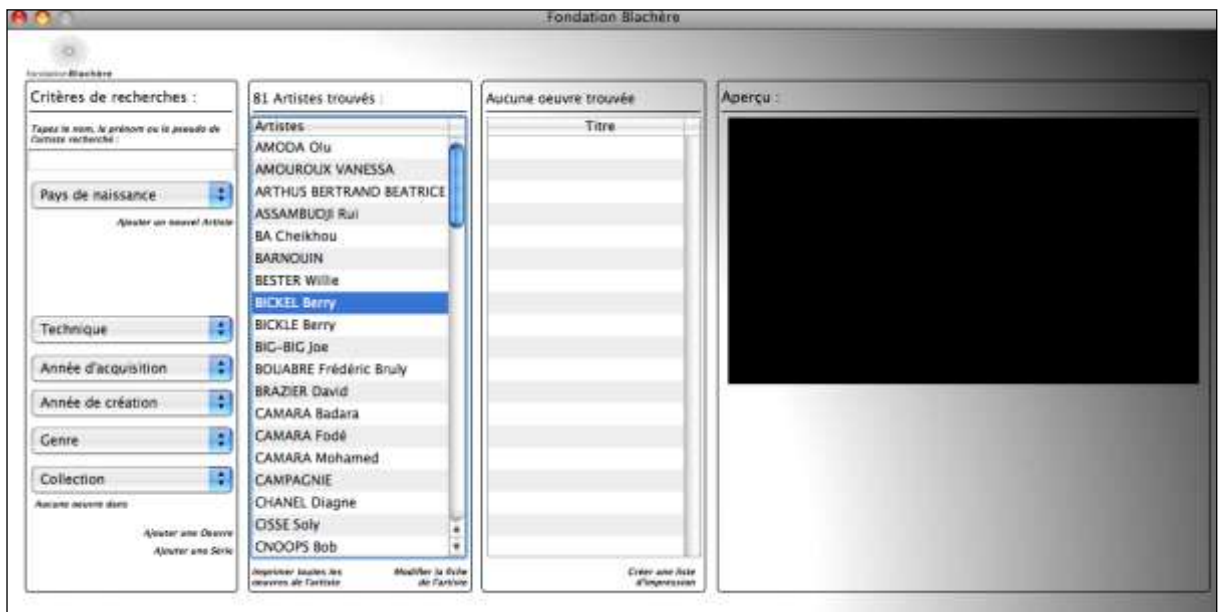 Fondation Blachère
fondation Blachère
Critères de recherches :
Tapez le nom, le prénom ou le pseudo de
l'artiste recherché :
Pays de naissance
Ajouter un nouvel Artiste
Technique
Année d'acquisition
Année de création
Genre
Collection
Aucune oeuvre dans
Ajouter une Oeuvre
Ajouter une Série
81 Artistes trouvés :
Artistes
AMODA Olu
AMOUROUX VANESSA
ARTHUS BERTRAND BEATRICE
ASSAMBUDJI Rui
BA Cheikhou
BARNOUIN
BESTER Willie
BICKEL Berry
BICKLE Berry
BIG-BIG Joe
BOUABRE Frédéric Bruly
BRAZIER David
CAMARA Badara
CAMARA Fodé
CAMARA Mohamed
CAMPAGNIE
CHANEL Diagne
CISSE Soly
CNOOPS Bob
Imprimer toutes les
oeuvres de l'artiste
Modifier la fiche
de l'artiste
Aucune oeuvre trouvée
Titre
Créer une liste
d'impression
Aperçu :